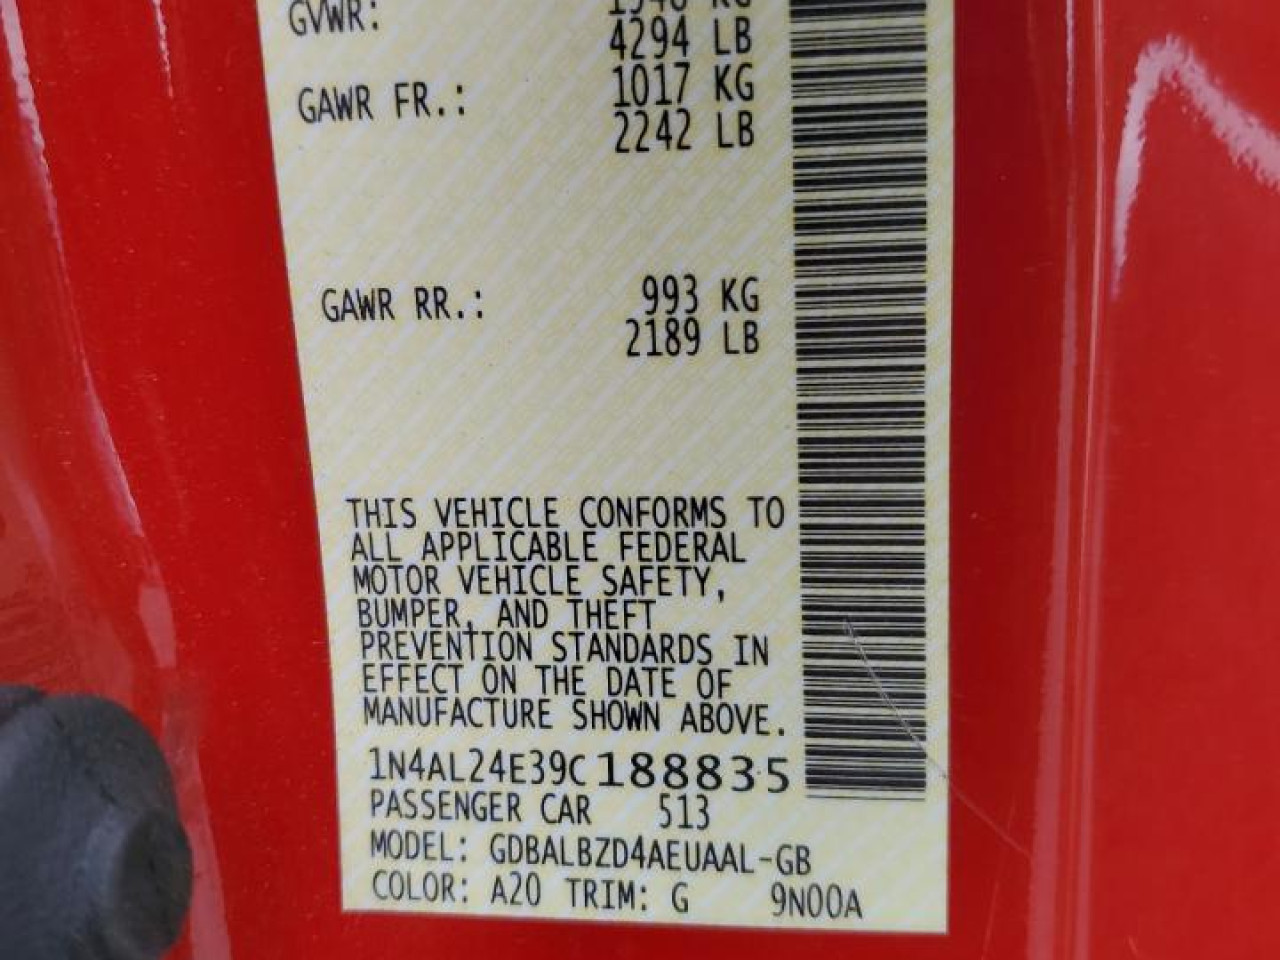 GVWR: 1948 KG
4294 LB
GAWR FR.: 1017 KG
2242 LB
GAWR RR.: 993 KG
2189 LB
THIS VEHICLE CONFORMS TO
ALL APPLICABLE FEDERAL
MOTOR VEHICLE SAFETY,
BUMPER, AND THEFT
PREVENTION STANDARDS IN
EFFECT ON THE DATE OF
MANUFACTURE SHOWN ABOVE.
1N4AL24E39C188835
PASSENGER CAR 513
MODEL: GDBALBZD4AEUAAL-GB
COLOR: A20 TRIM: G 9N00A